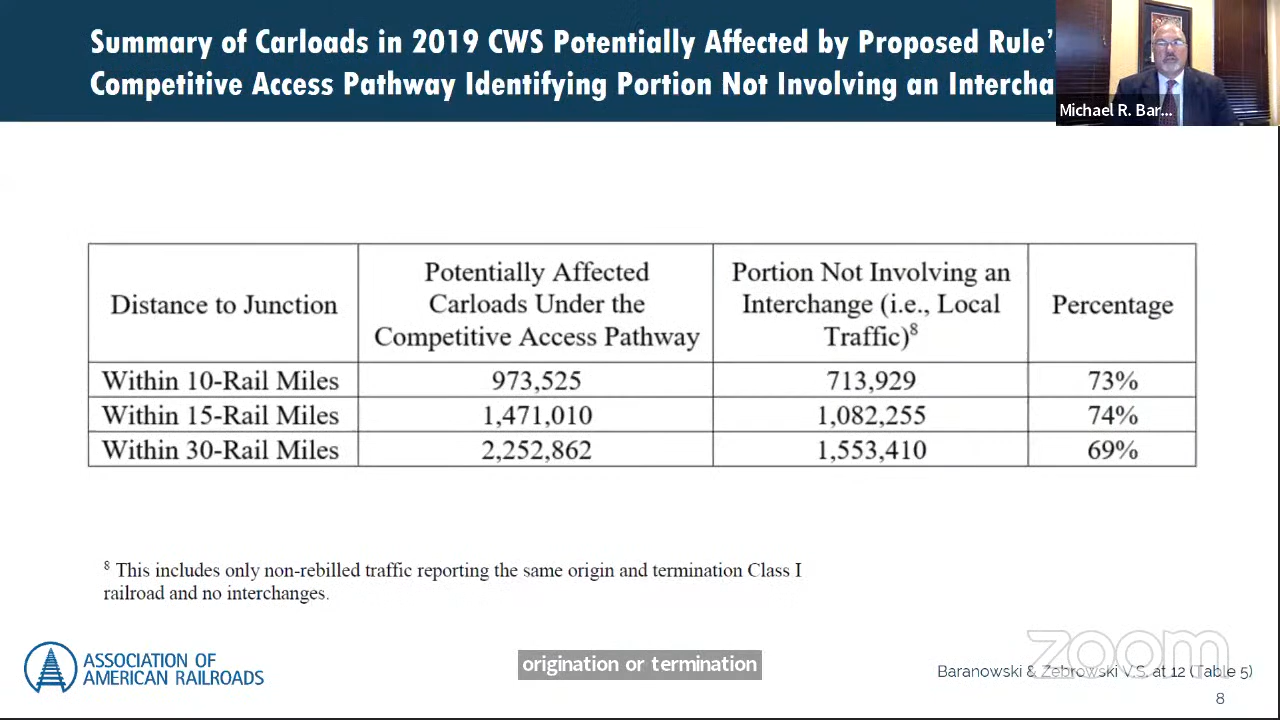 Summary of Carloads in 2019 CWS Potentially Affected by Proposed Rule'
Competitive Access Pathway Identifying Portion Not Involving an Intercha
Michael R. Bar...
Distance to Junction
Potentially Affected
Carloads Under the
Competitive Access Pathway
Portion Not Involving an
Interchange (i.e., Local
Traffic)⁸
Percentage
Within 10-Rail Miles 973,525 713,929 73%
Within 15-Rail Miles 1,471,010 1,082,255 74%
Within 30-Rail Miles 2,252,862 1,553,410 69%
⁸ This includes only non-rebilled traffic reporting the same origin and termination Class I
railroad and no interchanges.
ASSOCIATION OF
AMERICAN RAILROADS
origination or termination
zoom
Baranowski & Zebrowski V.S. at 12 (Table 5)
8